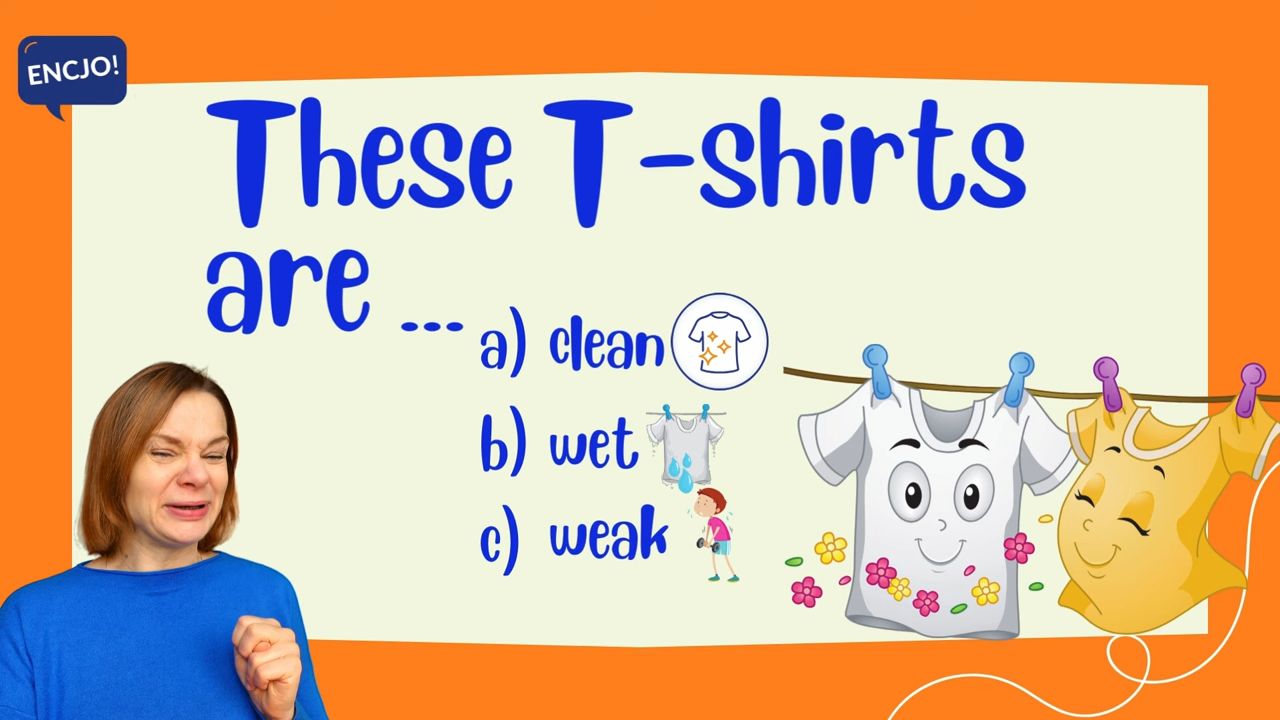 ENCJO!
These T-shirts
are ...
a) clean
b) wet
c) weak